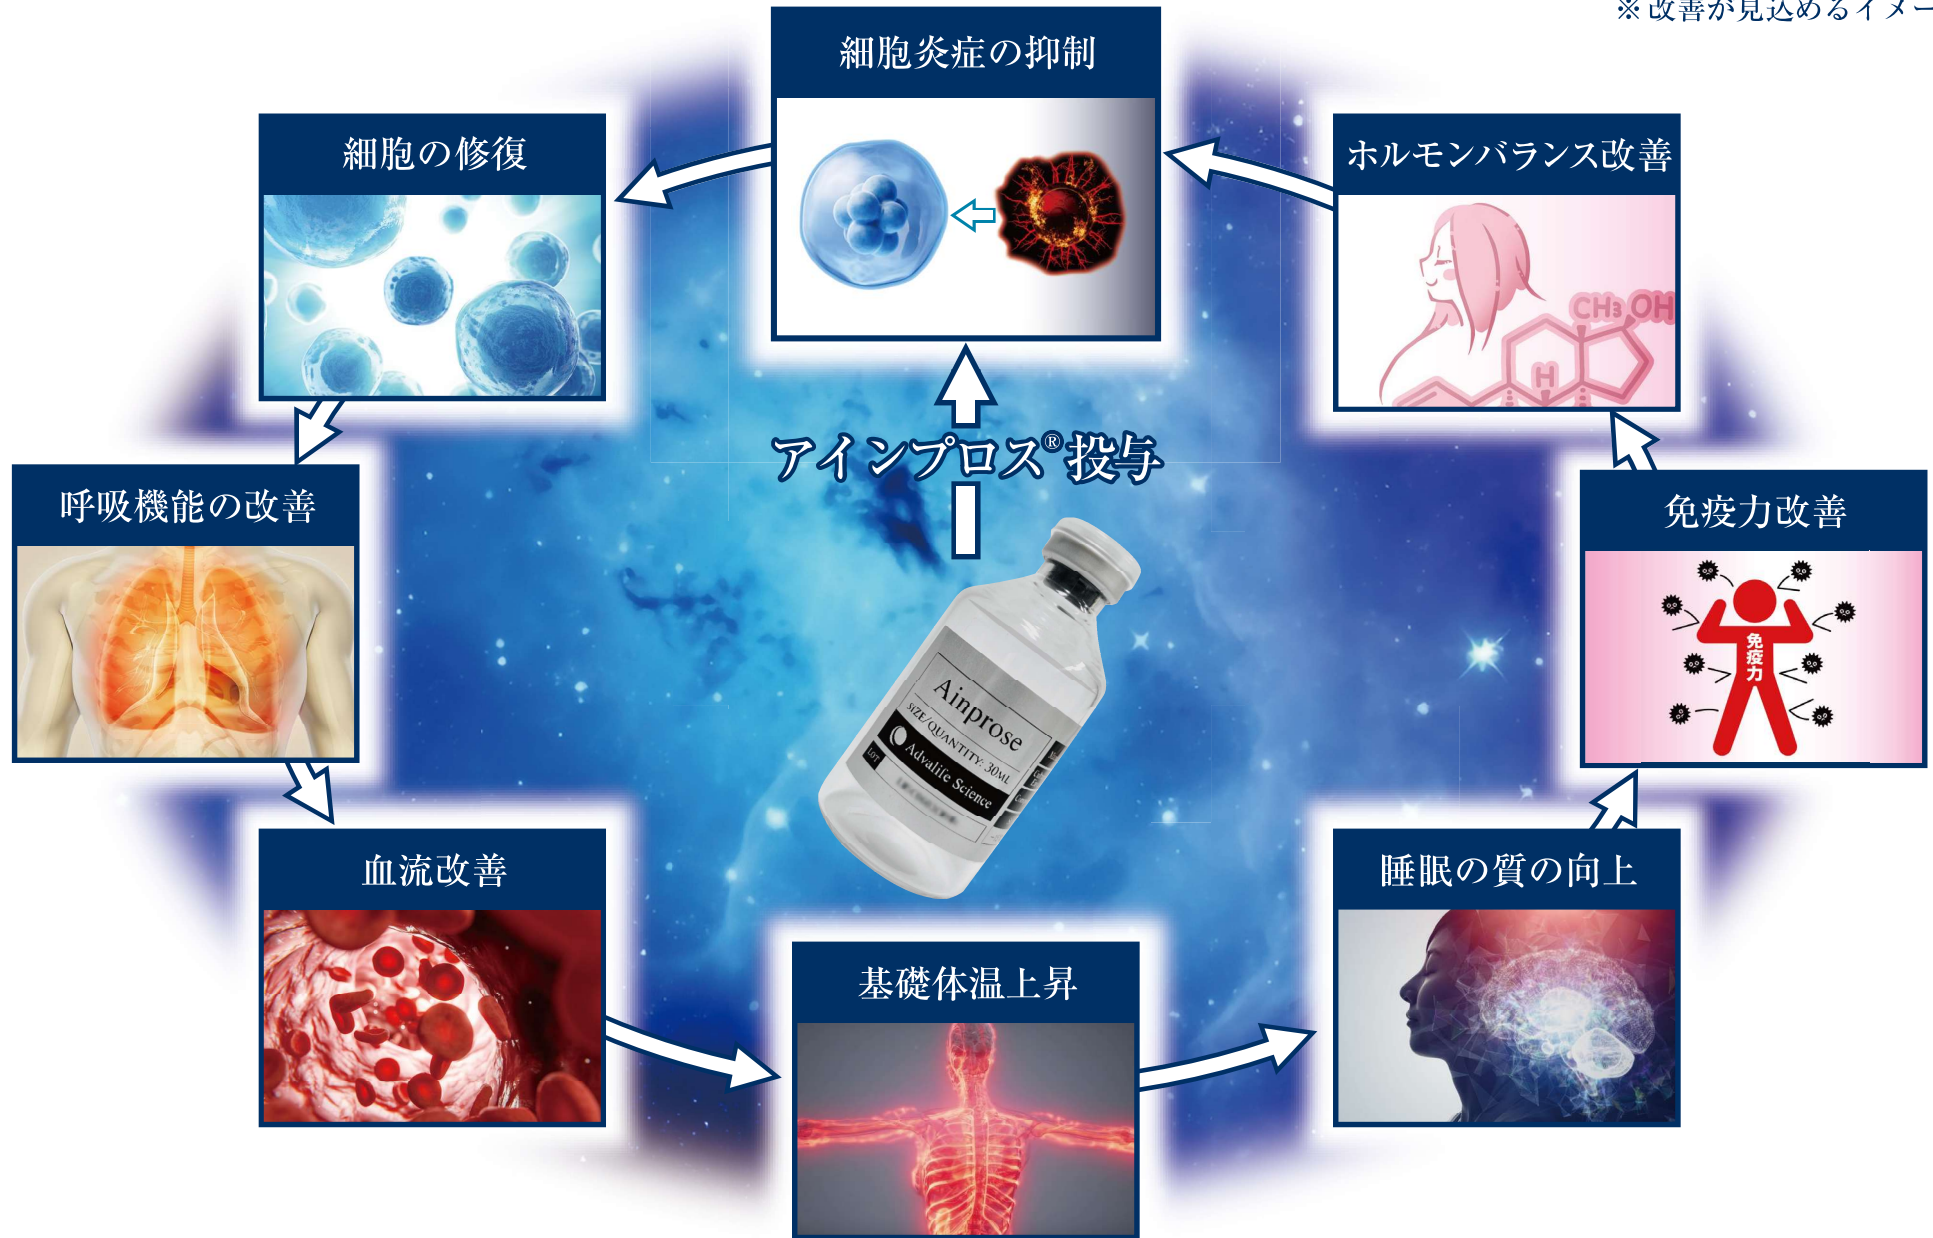 ※改善が見込めるイメー
細胞炎症の抑制
細胞の修復
ホルモンバランス改善
CH3 OH
H
アインプロス®投与
呼吸機能の改善
免疫力改善
免疫力
Ainprose
SIZE/QUANTITY: 30ML
Advalife Science
LOT
血流改善
睡眠の質の向上
基礎体温上昇